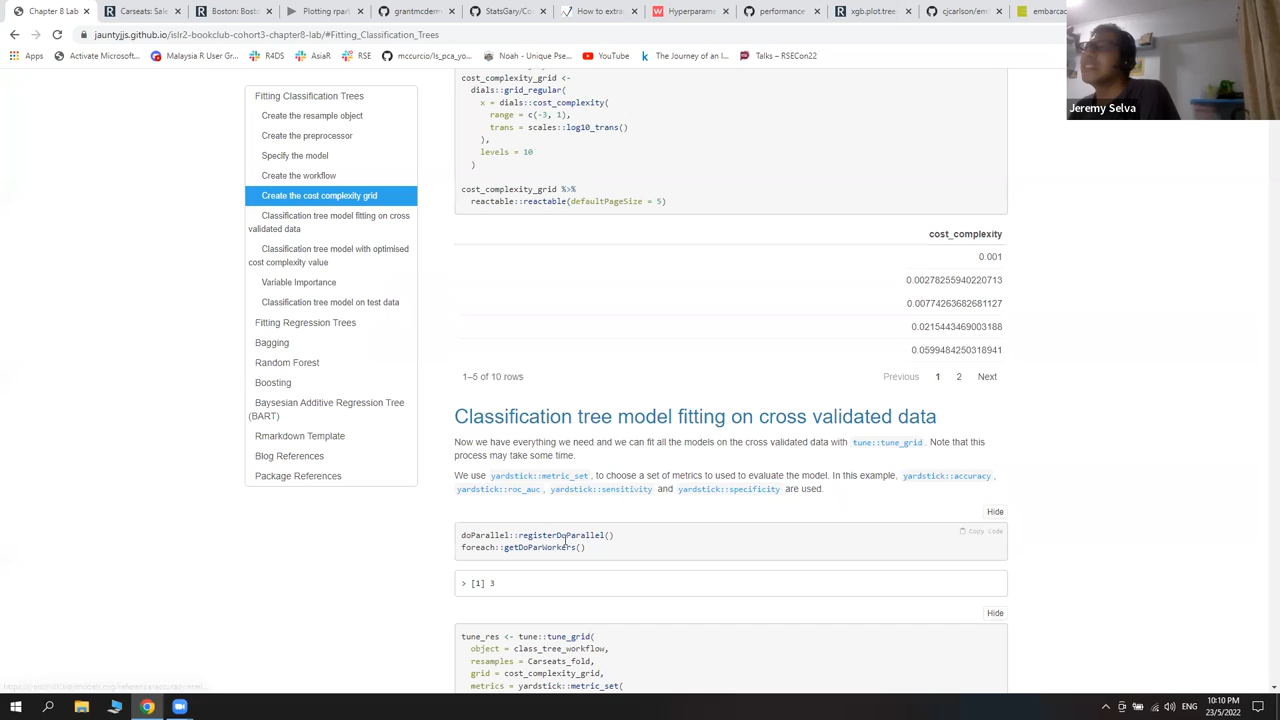 Chapter 8 Lab
Carseats: Sale
Boston: Boston
Plotting parti
grantmcderm
StatsGary/Co
How to extra
Hyperparame
performance
xgb.plot.tree:
cjcarlson/em
embarcad
jauntyjjs.github.io/islr2-bookclub-cohort3-chapter8-lab/#Fitting_Classification_Trees
Apps
Activate Microsoft...
Malaysia R User Gr...
R4DS
AsiaR
RSE
mccurcio/Is_pca_yo...
Noah - Unique Pse...
YouTube
The Journey of an I...
Talks – RSECon22
Jeremy Selva
Fitting Classification Trees
Create the resample object
Create the preprocessor
Specify the model
Create the workflow
Create the cost complexity grid
Classification tree model fitting on cross
validated data
Classification tree model with optimised
cost complexity value
Variable Importance
Classification tree model on test data
Fitting Regression Trees
Bagging
Random Forest
Boosting
Baysesian Additive Regression Tree
(BART)
Rmarkdown Template
Blog References
Package References
cost_complexity_grid <-
dials::grid_regular(
x = dials::cost_complexity(
range = c(-3, 1),
trans = scales::log10_trans()
),
levels = 10
)
cost_complexity_grid %>%
reactable::reactable(defaultPageSize = 5)
cost_complexity
0.001
0.00278255940220713
0.00774263682681127
0.0215443469003188
0.0599484250318941
1–5 of 10 rows
Previous 1 2 Next
Classification tree model fitting on cross validated data
Now we have everything we need and we can fit all the models on the cross validated data with tune::tune_grid. Note that this
process may take some time.
We use yardstick::metric_set, to choose a set of metrics to used to evaluate the model. In this example, yardstick::accuracy,
yardstick::roc_auc, yardstick::sensitivity and yardstick::specificity are used.
Hide
Copy Code
doParallel::registerDoParallel()
foreach::getDoParWorkers()
> [1] 3
Hide
tune_res <- tune::tune_grid(
object = class_tree_workflow,
resamples = Carseats_fold,
grid = cost_complexity_grid,
metrics = yardstick::metric_set(
10:10 PM
23/5/2022
ENG